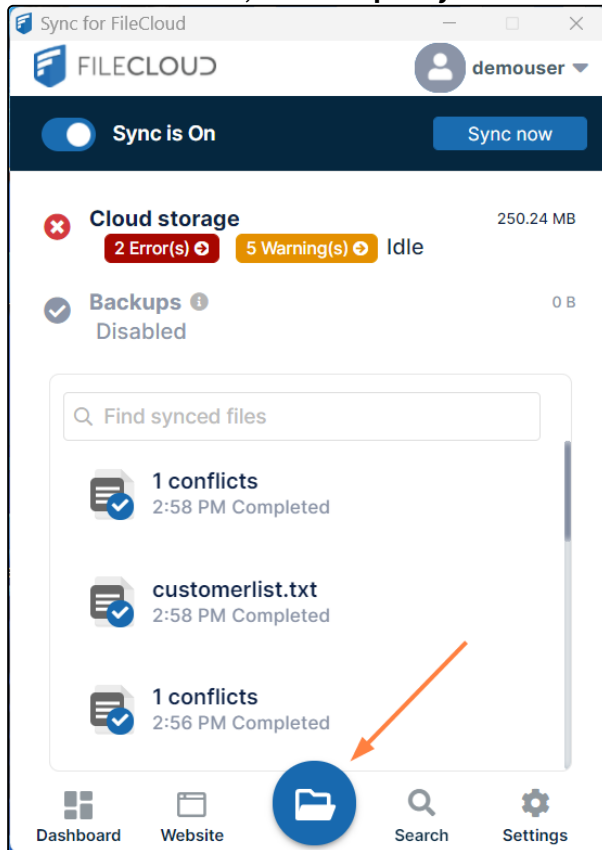 Sync for FileCloud
FILECLOUD
demouser
Sync is On
Sync now
Cloud storage
250.24 MB
2 Error(s)
5 Warning(s)
Idle
Backups
0 B
Disabled
Find synced files
1 conflicts
2:58 PM Completed
customerlist.txt
2:58 PM Completed
1 conflicts
2:56 PM Completed
Dashboard
Website
Search
Settings